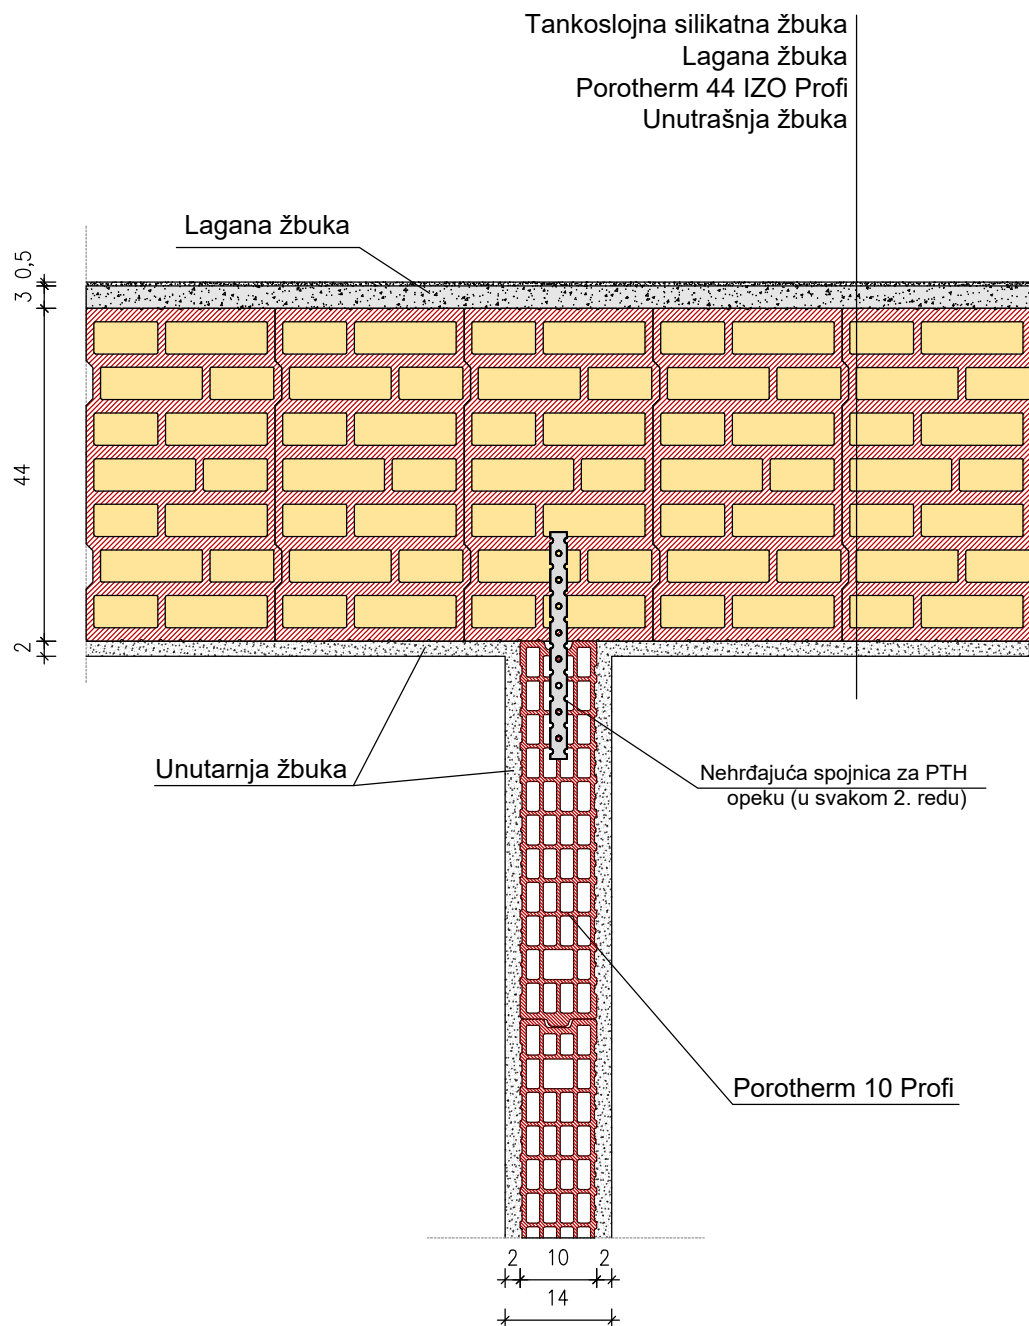 Tankoslojna silikatna žbuka
Lagana žbuka
Porotherm 44 IZO Profi
Unutrašnja žbuka
Lagana žbuka
0,5
3
44
2
Unutarnja žbuka
Nehrđajuća spojnica za PTH
opeku (u svakom 2. redu)
Porotherm 10 Profi
2 10 2
14